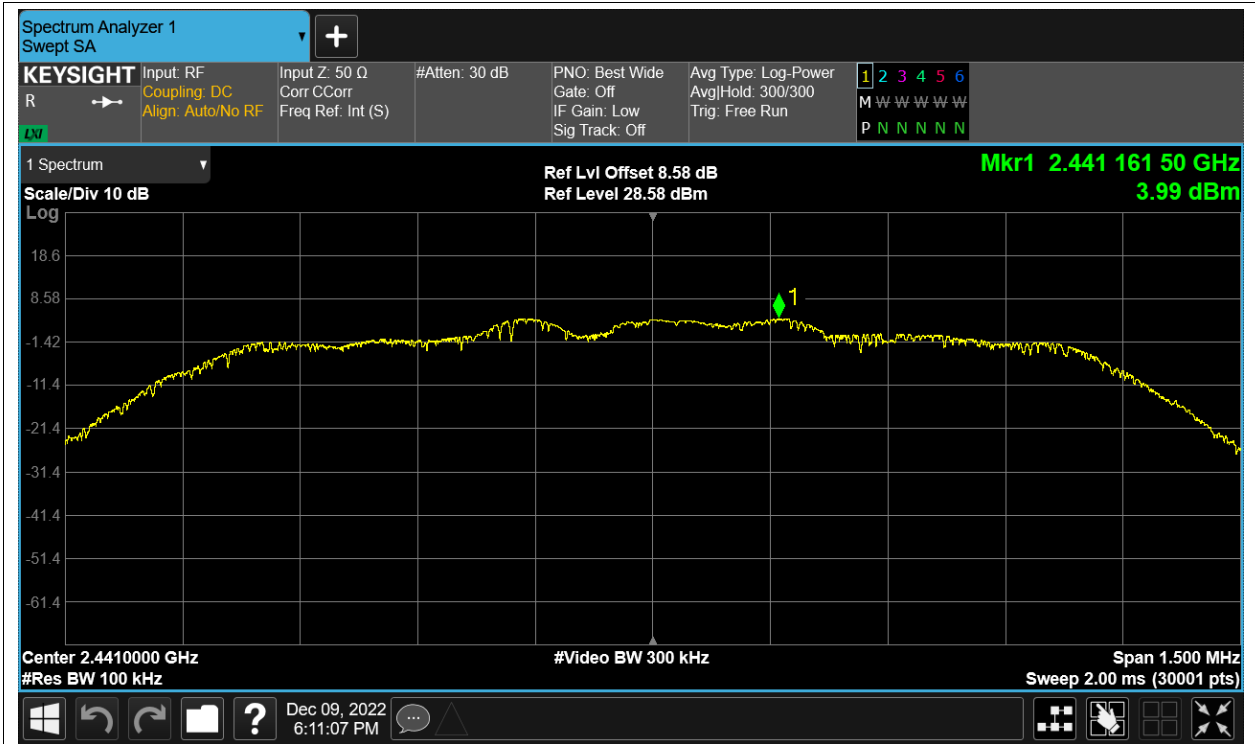 Spectrum Analyzer 1
Swept SA
KEYSIGHT
R
LXI
Input: RF
Coupling: DC
Align: Auto/No RF
Input Z: 50 Ω
Corr CCorr
Freq Ref: Int (S)
#Atten: 30 dB
PNO: Best Wide
Gate: Off
IF Gain: Low
Sig Track: Off
Avg Type: Log-Power
Avg|Hold: 300/300
Trig: Free Run
1 2 3 4 5 6
M W W W W W
P N N N N N
1 Spectrum
Scale/Div 10 dB
Log
Ref Lvl Offset 8.58 dB
Ref Level 28.58 dBm
Mkr1 2.441 161 50 GHz
3.99 dBm
18.6
8.58
1
-1.42
-11.4
-21.4
-31.4
-41.4
-51.4
-61.4
Center 2.4410000 GHz
#Video BW 300 kHz
Span 1.500 MHz
#Res BW 100 kHz
Sweep 2.00 ms (30001 pts)
?
Dec 09, 2022
6:11:07 PM